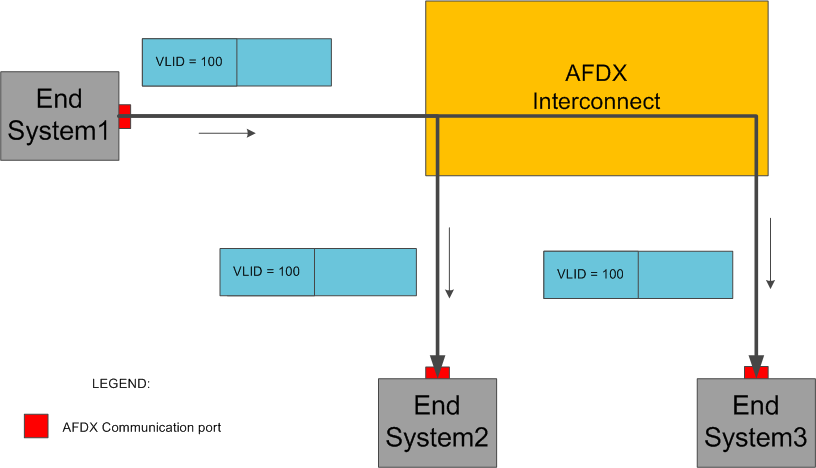 VLID = 100
AFDX
Interconnect
End
System1
VLID = 100
VLID = 100
LEGEND:
AFDX Communication port
End
System2
End
System3